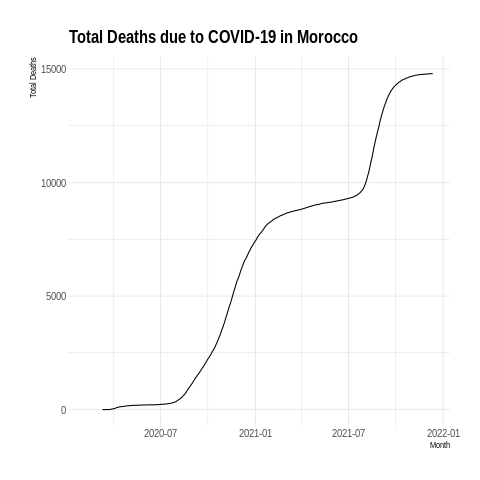 Total Deaths due to COVID-19 in Morocco
Total Deaths
15000
10000
5000
0
2020-07 2021-01 2021-07 2022-01
Month